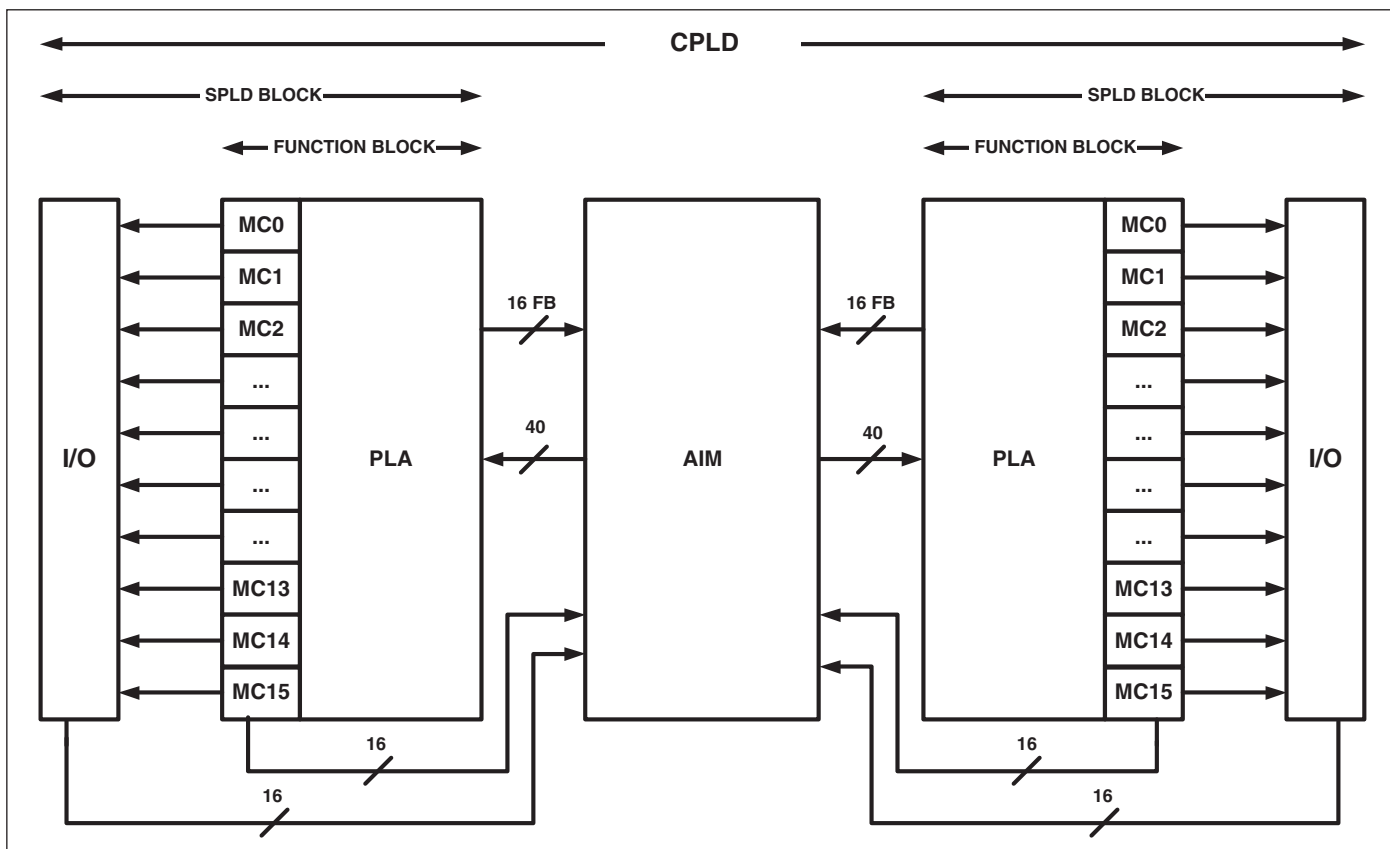 CPLD
SPLD BLOCK SPLD BLOCK
FUNCTION BLOCK FUNCTION BLOCK
MC0 MC0
MC1 MC1
16 FB 16 FB
MC2 MC2
... ...
40 40
... ...
I/O PLA AIM PLA I/O
... ...
... ...
MC13 MC13
MC14 MC14
MC15 MC15
16 16
16 16